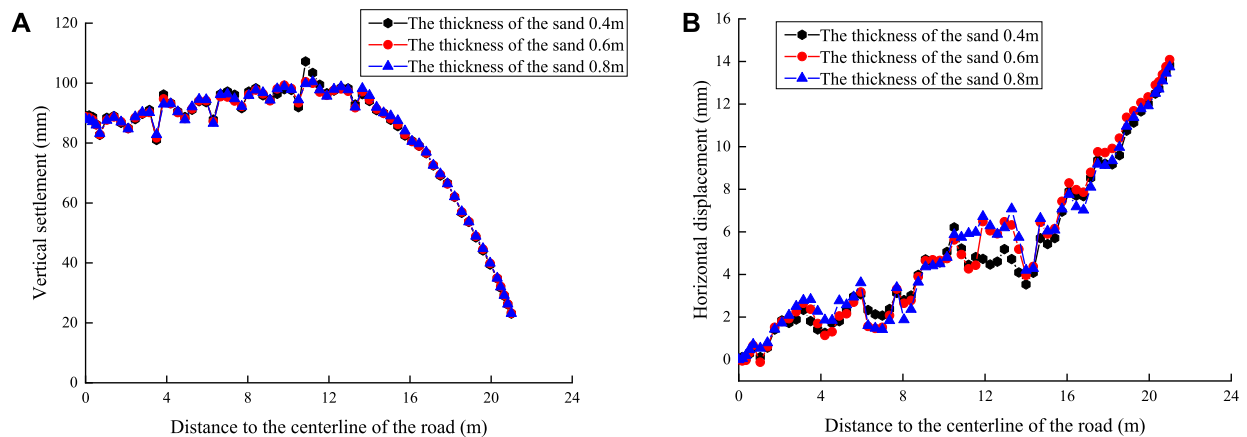 A
The thickness of the sand 0.4m
The thickness of the sand 0.6m
The thickness of the sand 0.8m
Vertical settlement (mm)
120
100
80
60
40
20
0
0 4 8 12 16 20 24
Distance to the centerline of the road (m)
B
The thickness of the sand 0.4m
The thickness of the sand 0.6m
The thickness of the sand 0.8m
Horizontal displacement (mm)
16
14
12
10
8
6
4
2
0
0 4 8 12 16 20 24
Distance to the centerline of the road (m)